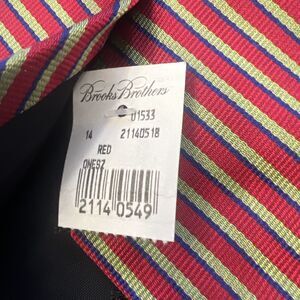 Brooks Brothers
01533
14 21140518
RED
ONESZ
2114 0549